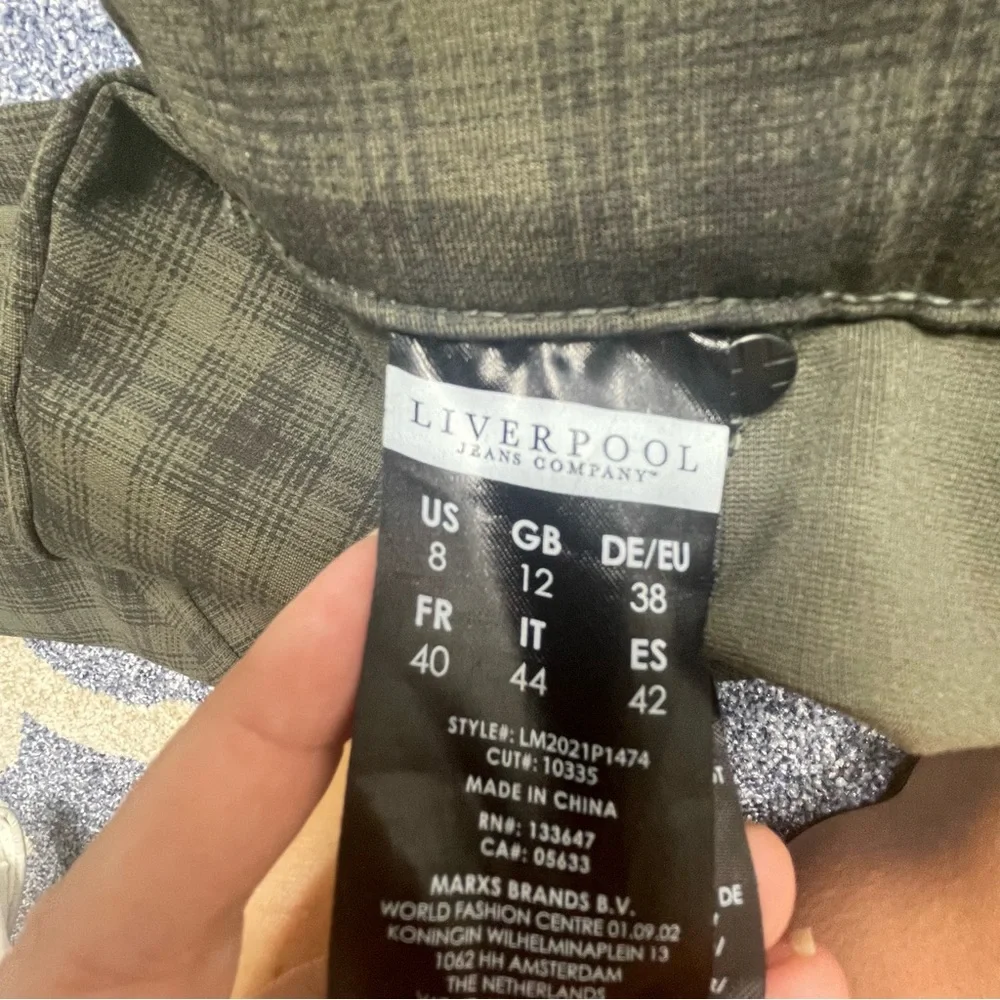 LIVERPOOL
JEANS COMPANY™
US GB DE/EU
8 12 38
FR IT ES
40 44 42
STYLE#: LM2021P1474
CUT#: 10335
MADE IN CHINA
RN#: 133647
CA#: 05633
MARXS BRANDS B.V.
WORLD FASHION CENTRE 01.09.02
KONINGIN WILHELMINAPLEIN 13
1062 HH AMSTERDAM
THE NETHERLANDS
DE